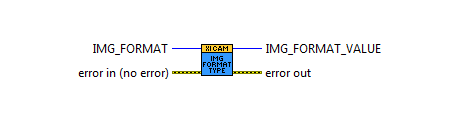 IMG_FORMAT
XICAM
IMG_FORMAT_VALUE
IMG
FORMAT
TYPE
error in (no error)
error out